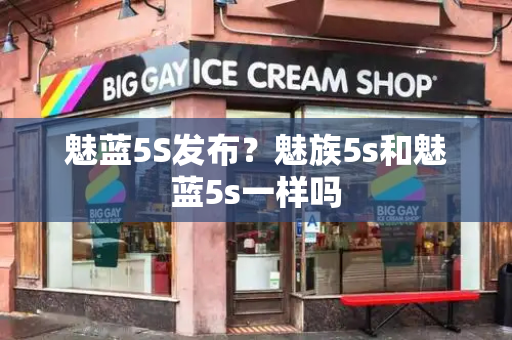 BIG GAY ICE CREAM SHOP
魅蓝5S发布？魅族5s和魅
蓝5s一样吗
BIG GAY
ICE CREAM
SHOP
BIG GAY
ICE CREAM
SHOP
A